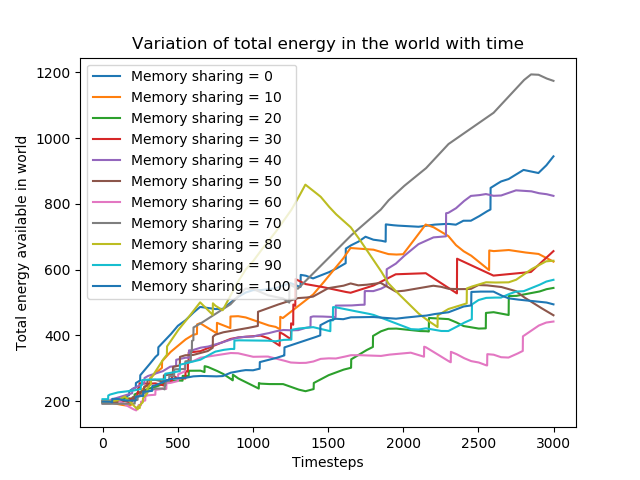 Variation of total energy in the world with time
Total energy available in world
1200
1000
800
600
400
200
Memory sharing = 0
Memory sharing = 10
Memory sharing = 20
Memory sharing = 30
Memory sharing = 40
Memory sharing = 50
Memory sharing = 60
Memory sharing = 70
Memory sharing = 80
Memory sharing = 90
Memory sharing = 100
0 500 1000 1500 2000 2500 3000
Timesteps